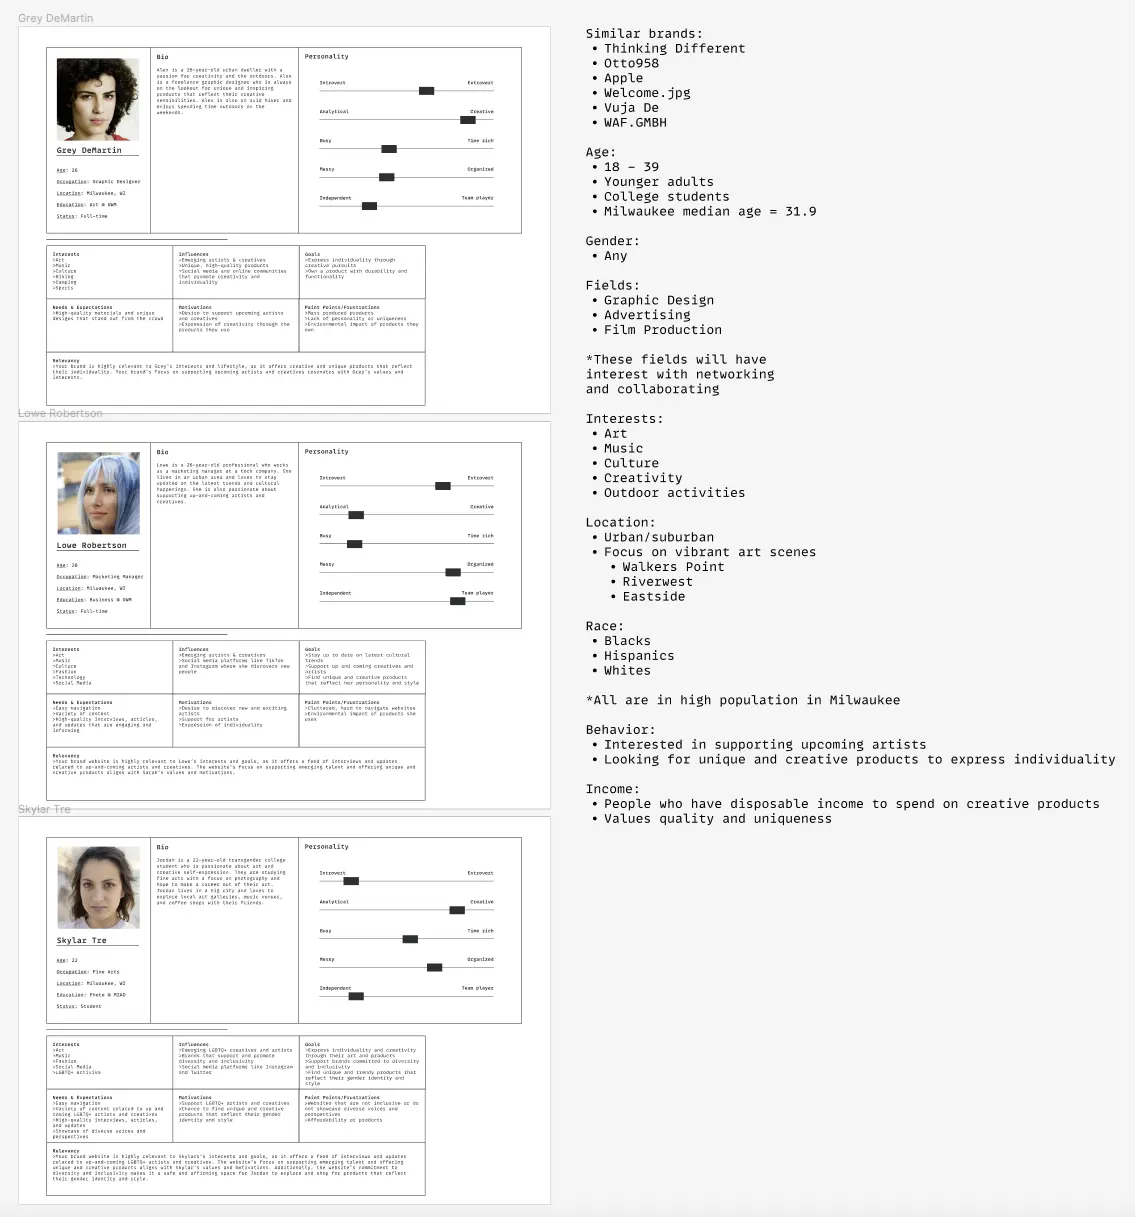 Grey DeMartin
Grey DeMartin
Age: 26
Occupation: Graphic Designer
Location: Milwaukee, WI
Education: Art @ UWM
Status: Full-time
Bio
Alex is a 26-year-old urban dweller with a
passion for creativity and the outdoors. Alex
is a freelance graphic designer who is always
on the lookout for unique and inspiring
products that reflect their creative
sensibilities. Alex is also an avid hiker and
enjoys spending time outdoors on the
weekends.
Personality
Introvert Extrovert
Analytical Creative
Busy Time rich
Messy Organized
Independent Team player
Interests
>Art
>Music
>Culture
>Hiking
>Camping
>Sports
Influences
>Emerging artists & creatives
>Unique, high-quality products
>Social media and online communities
that promote creativity and
individuality
Goals
>Express individuality through
creative pursuits
>Own a product with durability and
functionality
Needs & Expectations
>High-quality materials and unique
designs that stand out from the crowd
Motivations
>Desire to support upcoming artists
and creatives
>Expression of creativity through the
products they use
Paint Points/Frustrations
>Mass produced products
>Lack of personality or uniqueness
>Environmental impact of products they
own
Relevancy
>Your brand is highly relevant to Grey's interests and lifestyle, as it offers creative and unique products that reflect
their individuality. Your brand's focus on supporting upcoming artists and creatives resonates with Grey's values and
interests.
Lowe Robertson
Lowe Robertson
Age: 28
Occupation: Marketing Manager
Location: Milwaukee, WI
Education: Business @ UWM
Status: Full-time
Bio
Lowe is a 28-year-old professional who works
as a marketing manager at a tech company. She
lives in an urban area and loves to stay
updated on the latest trends and cultural
happenings. She is also passionate about
supporting up-and-coming artists and
creatives.
Personality
Introvert Extrovert
Analytical Creative
Busy Time rich
Messy Organized
Independent Team player
Interests
>Art
>Music
>Culture
>Fashion
>Technology
>Social Media
Influences
>Emerging artists & creatives
>Social media platforms like TikTok
and Instagram where she discovers new
people
Goals
>Stay up to date on latest cultural
trends
>Support up and coming creatives and
artists
>Find unique and creative products
that reflect her personality and style
Needs & Expectations
>Easy navigation
>Variety of content
>High-quality interviews, articles,
and updates that are engaging and
informing
Motivations
>Desire to discover new and exciting
artists
>Support for artists
>Expression of individuality
Paint Points/Frustrations
>Cluttered, hard to navigate websites
>Environmental impact of products she
uses
Relevancy
>Your brand website is highly relevant to Lowe's interests and goals, as it offers a feed of interviews and updates
related to up-and-coming artists and creatives. The website's focus on supporting emerging talent and offering unique and
creative products aligns with Sarah's values and motivations.
Skylar Tre
Skylar Tre
Age: 22
Occupation: Fine Arts
Location: Milwaukee, WI
Education: Photo @ MIAD
Status: Student
Bio
Jordan is a 22-year-old transgender college
student who is passionate about art and
creative self-expression. They are studying
fine arts with a focus on photography and
hope to make a career out of their art.
Jordan lives in a big city and loves to
explore local art galleries, music venues,
and coffee shops with their friends.
Personality
Introvert Extrovert
Analytical Creative
Busy Time rich
Messy Organized
Independent Team player
Interests
>Art
>Music
>Fashion
>Social Media
>LGBTQ+ activism
Influences
>Emerging LGBTQ+ creatives and artists
>Brands that support and promote
diversity and inclusivity
>Social media platforms like Instagram
and Twitter
Goals
>Express individuality and creativity
through their art and products
>Support brands committed to diversity
and inclusivity
>Find unique and trendy products that
reflect their gender identity and
style
Needs & Expectations
>Easy navigation
>Variety of content related to up and
coming LGBTQ+ artists and creatives
>High-quality interviews, articles,
and updates
>Showcase of diverse voices and
perspectives
Motivations
>Support LGBTQ+ artists and creatives
>Chance to find unique and creative
products that reflect their gender
identity and style
Paint Points/Frustrations
>Websites that are not inclusive or do
not showcase diverse voices and
perspectives
>Affordability or products
Relevancy
>Your brand website is highly relevant to Skylars's interests and goals, as it offers a feed of interviews and updates
related to up-and-coming LGBTQ+ artists and creatives. The website's focus on supporting emerging talent and offering
unique and creative products aligns with Skylar's values and motivations. Additionally, the website's commitment to
diversity and inclusivity makes it a safe and affirming space for Jordan to explore and shop for products that reflect
their gender identity and style.
Similar brands:
• Thinking Different
• Otto958
• Apple
• Welcome.jpg
• Vuja De
• WAF.GMBH
Age:
• 18 – 39
• Younger adults
• College students
• Milwaukee median age = 31.9
Gender:
• Any
Fields:
• Graphic Design
• Advertising
• Film Production
*These fields will have
interest with networking
and collaborating
Interests:
• Art
• Music
• Culture
• Creativity
• Outdoor activities
Location:
• Urban/suburban
• Focus on vibrant art scenes
• Walkers Point
• Riverwest
• Eastside
Race:
• Blacks
• Hispanics
• Whites
*All are in high population in Milwaukee
Behavior:
• Interested in supporting upcoming artists
• Looking for unique and creative products to express individuality
Income:
• People who have disposable income to spend on creative products
• Values quality and uniqueness